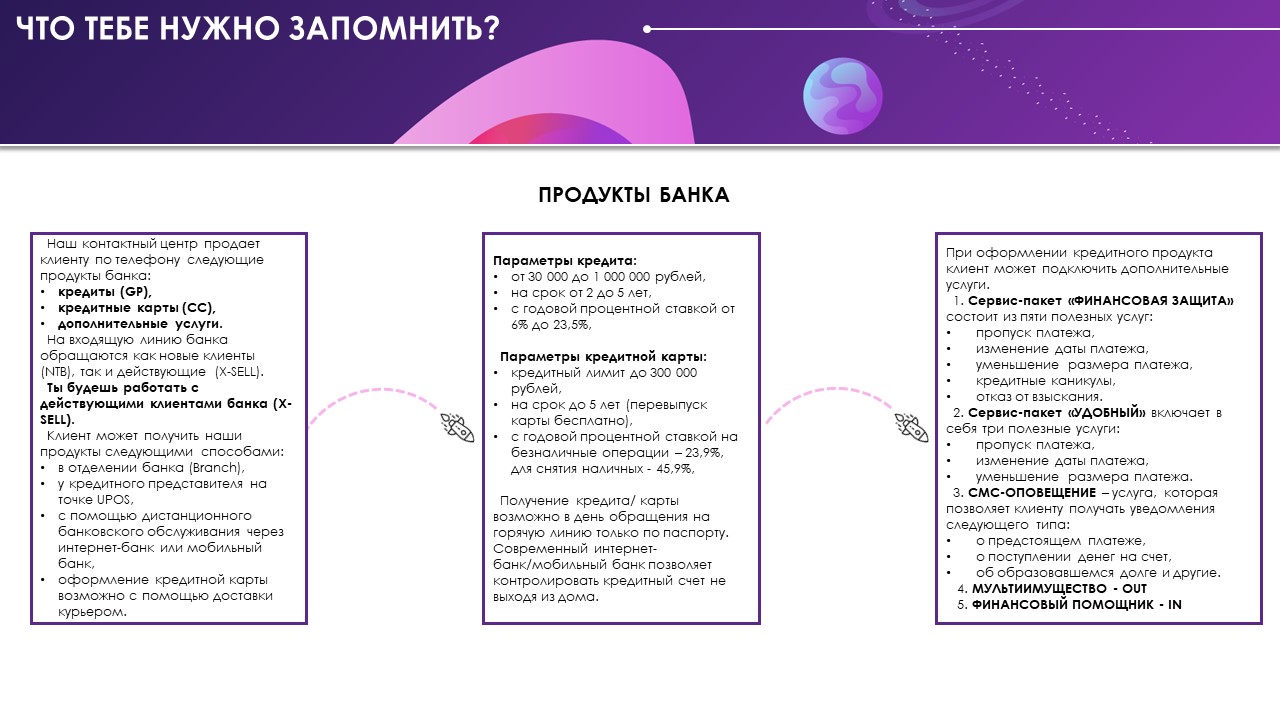 ЧТО ТЕБЕ НУЖНО ЗАПОМНИТЬ?
ПРОДУКТЫ БАНКА
Наш контактный центр продает
клиенту по телефону следующие
продукты банка:
• кредиты (GP),
• кредитные карты (CC),
• дополнительные услуги.
На входящую линию банка
обращаются как новые клиенты
(NTB), так и действующие (X-SELL).
Ты будешь работать с
действующими клиентами банка (X-
SELL).
Клиент может получить наши
продукты следующими способами:
• в отделении банка (Branch),
• у кредитного представителя на
точке UPOS,
• с помощью дистанционного
банковского обслуживания через
интернет-банк или мобильный
банк,
• оформление кредитной карты
возможно с помощью доставки
курьером.
Параметры кредита:
• от 30 000 до 1 000 000 рублей,
• на срок от 2 до 5 лет,
• с годовой процентной ставкой от
6% до 23,5%,
Параметры кредитной карты:
• кредитный лимит до 300 000
рублей,
• на срок до 5 лет (перевыпуск
карты бесплатно),
• с годовой процентной ставкой на
безналичные операции – 23,9%,
для снятия наличных - 45,9%,
Получение кредита/ карты
возможно в день обращения на
горячую линию только по паспорту.
Современный интернет-
банк/мобильный банк позволяет
контролировать кредитный счет не
выходя из дома.
При оформлении кредитного продукта
клиент может подключить дополнительные
услуги.
1. Сервис-пакет «ФИНАНСОВАЯ ЗАЩИТА»
состоит из пяти полезных услуг:
• пропуск платежа,
• изменение даты платежа,
• уменьшение размера платежа,
• кредитные каникулы,
• отказ от взыскания.
2. Сервис-пакет «УДОБНЫЙ» включает в
себя три полезные услуги:
• пропуск платежа,
• изменение даты платежа,
• уменьшение размера платежа.
3. СМС-ОПОВЕЩЕНИЕ – услуга, которая
позволяет клиенту получать уведомления
следующего типа:
• о предстоящем платеже,
• о поступлении денег на счет,
• об образовавшемся долге и другие.
4. МУЛЬТИИМУЩЕСТВО - OUT
5. ФИНАНСОВЫЙ ПОМОЩНИК - IN